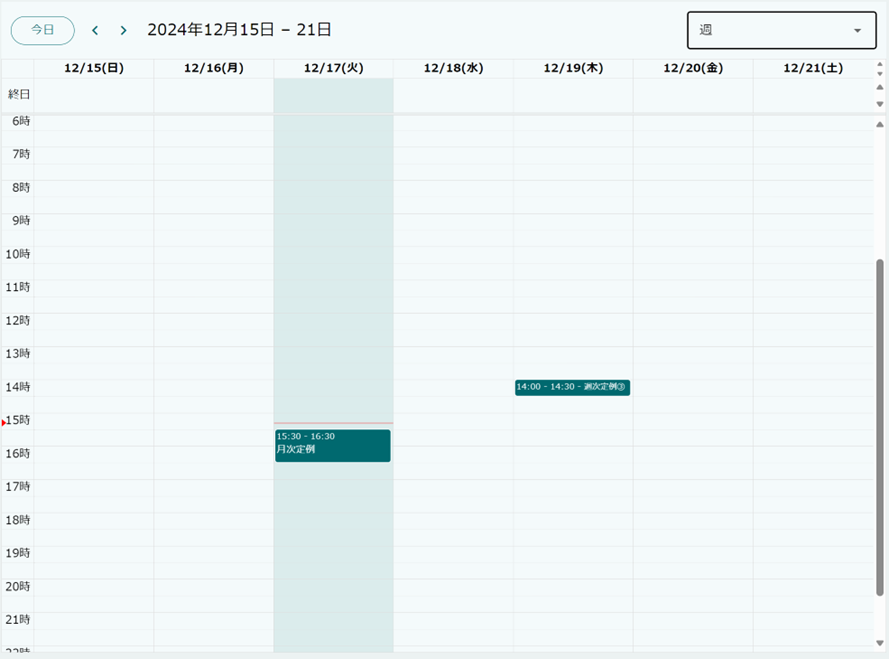 今日
2024年12月15日 – 21日
週
12/15(日) 12/16(月) 12/17(火) 12/18(水) 12/19(木) 12/20(金) 12/21(土)
終日
6時
7時
8時
9時
10時
11時
12時
13時
14時
14:00 - 14:30 - 週次定例③
15時
15:30 - 16:30
月次定例
16時
17時
18時
19時
20時
21時
22時